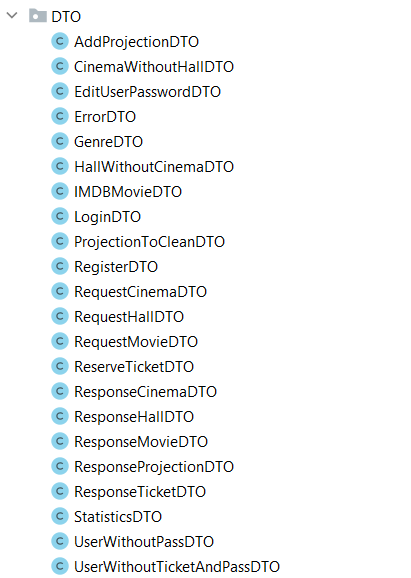 DTO
C AddProjectionDTO
C CinemaWithoutHallDTO
C EditUserPasswordDTO
C ErrorDTO
C GenreDTO
C HallWithoutCinemaDTO
C IMDBMovieDTO
C LoginDTO
C ProjectionToCleanDTO
C RegisterDTO
C RequestCinemaDTO
C RequestHallDTO
C RequestMovieDTO
C ReserveTicketDTO
C ResponseCinemaDTO
C ResponseHallDTO
C ResponseMovieDTO
C ResponseProjectionDTO
C ResponseTicketDTO
C StatisticsDTO
C UserWithoutPassDTO
C UserWithoutTicketAndPassDTO